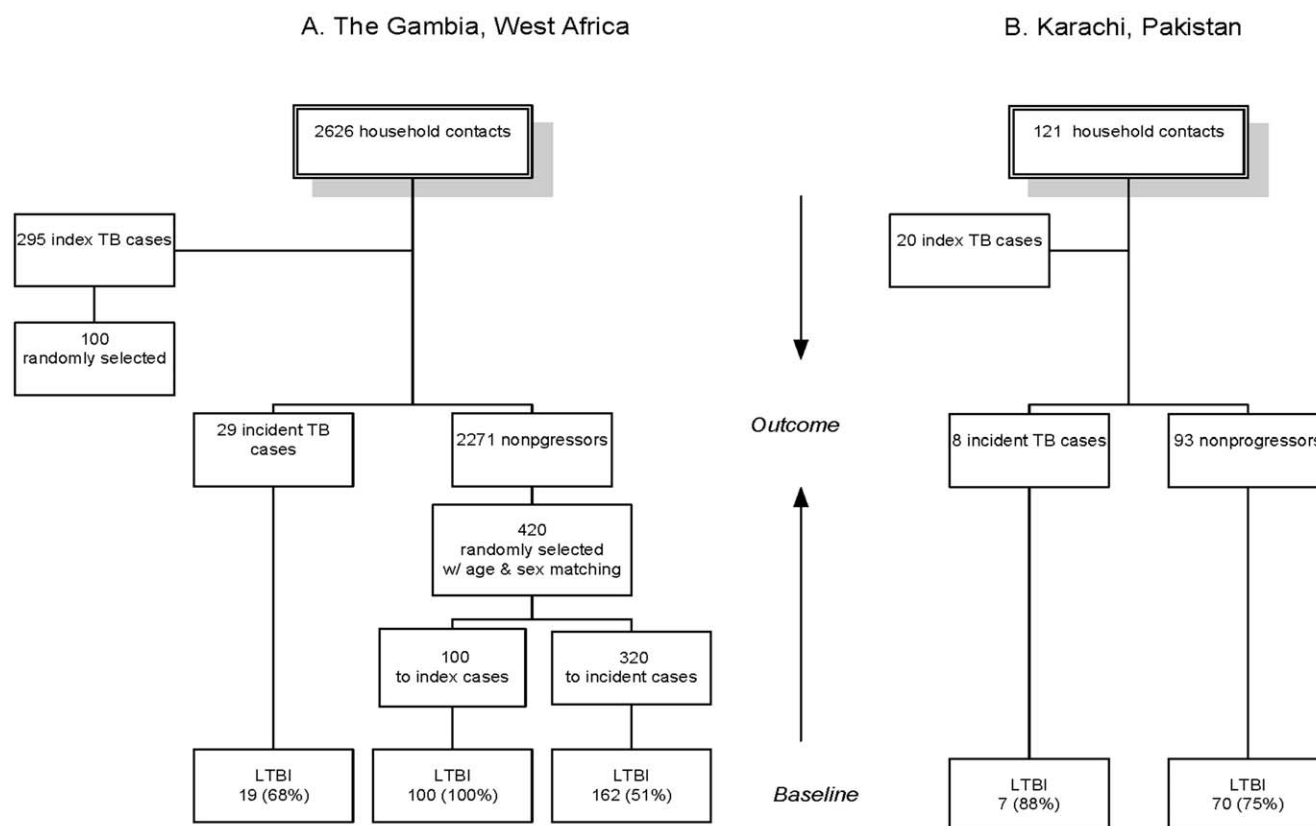 A. The Gambia, West Africa
B. Karachi, Pakistan
2626 household contacts
121 household contacts
295 index TB cases
20 index TB cases
100
randomly selected
29 incident TB
cases
2271 nonpgressors
Outcome
8 incident TB cases
93 nonprogressors
420
randomly selected
w/ age & sex matching
100
to index cases
320
to incident cases
LTBI
19 (68%)
LTBI
100 (100%)
LTBI
162 (51%)
Baseline
LTBI
7 (88%)
LTBI
70 (75%)